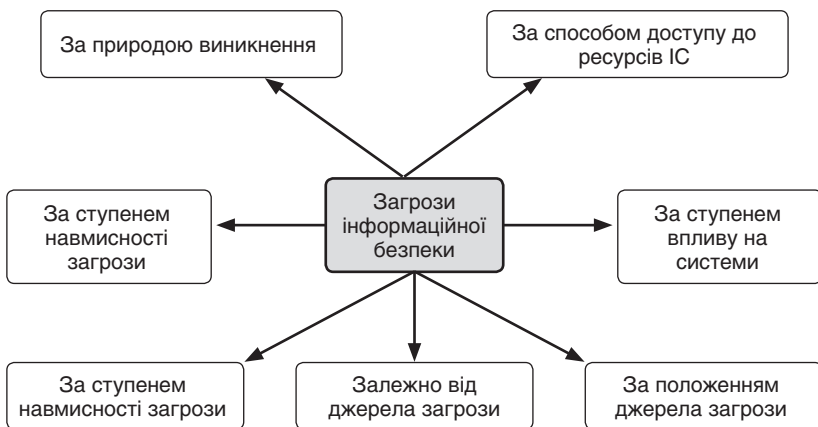 За природою виникнення
За способом доступу до
ресурсів ІС
За ступенем
навмисності
загрози
Загрози
інформаційної
безпеки
За ступенем
впливу на
системи
За ступенем
навмисності загрози
Залежно від
джерела загрози
За положенням
джерела загрози